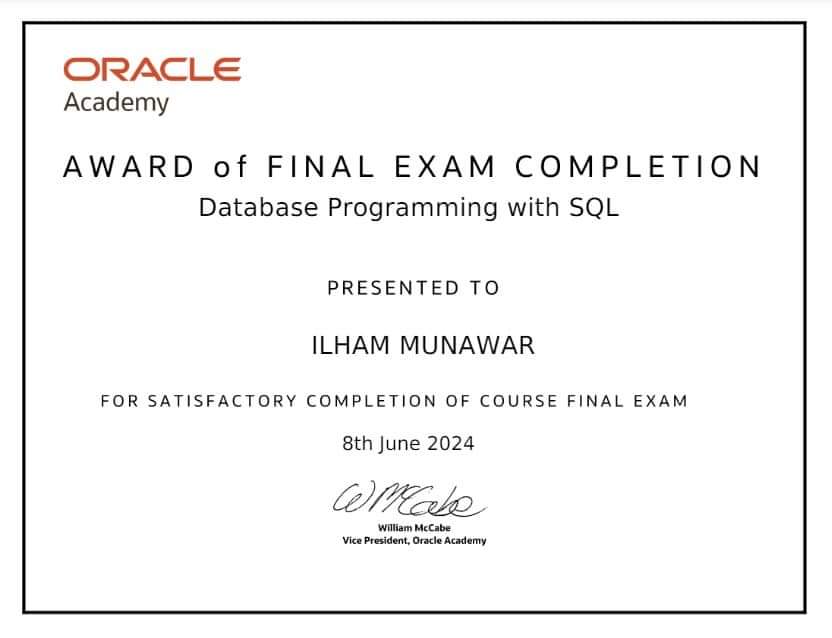 ORACLE
Academy
AWARD of FINAL EXAM COMPLETION
Database Programming with SQL
PRESENTED TO
ILHAM MUNAWAR
FOR SATISFACTORY COMPLETION OF COURSE FINAL EXAM
8th June 2024
WMcCabe
William McCabe
Vice President, Oracle Academy